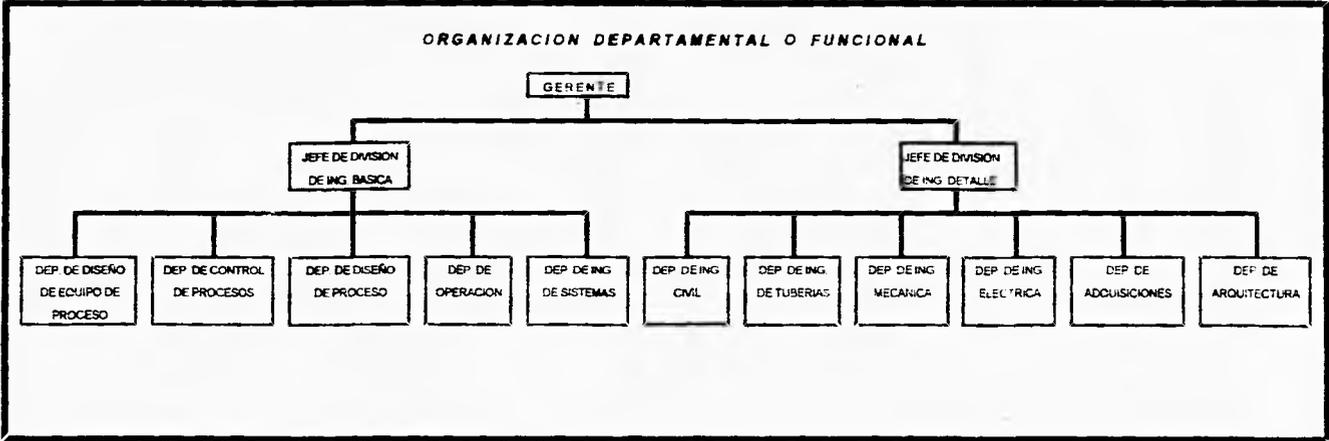 ORGANIZACION DEPARTAMENTAL O FUNCIONAL
GERENTE
JEFE DE DIVISION
DE ING BASICA
JEFE DE DIVISION
DE ING DETALLE
DEP. DE DISEÑO
DE EQUIPO DE
PROCESO
DEP DE CONTROL
DE PROCESOS
DEP. DE DISEÑO
DE PROCESO
DEP DE
OPERACION
DEP DE ING
DE SISTEMAS
DEP DE ING
CIVIL
DEP DE ING.
DE TUBERIAS
DEP DE ING
MECANICA
DEP DE ING
ELECTRICA
DEP DE
ADQUISICIONES
DEP DE
ARQUITECTURA